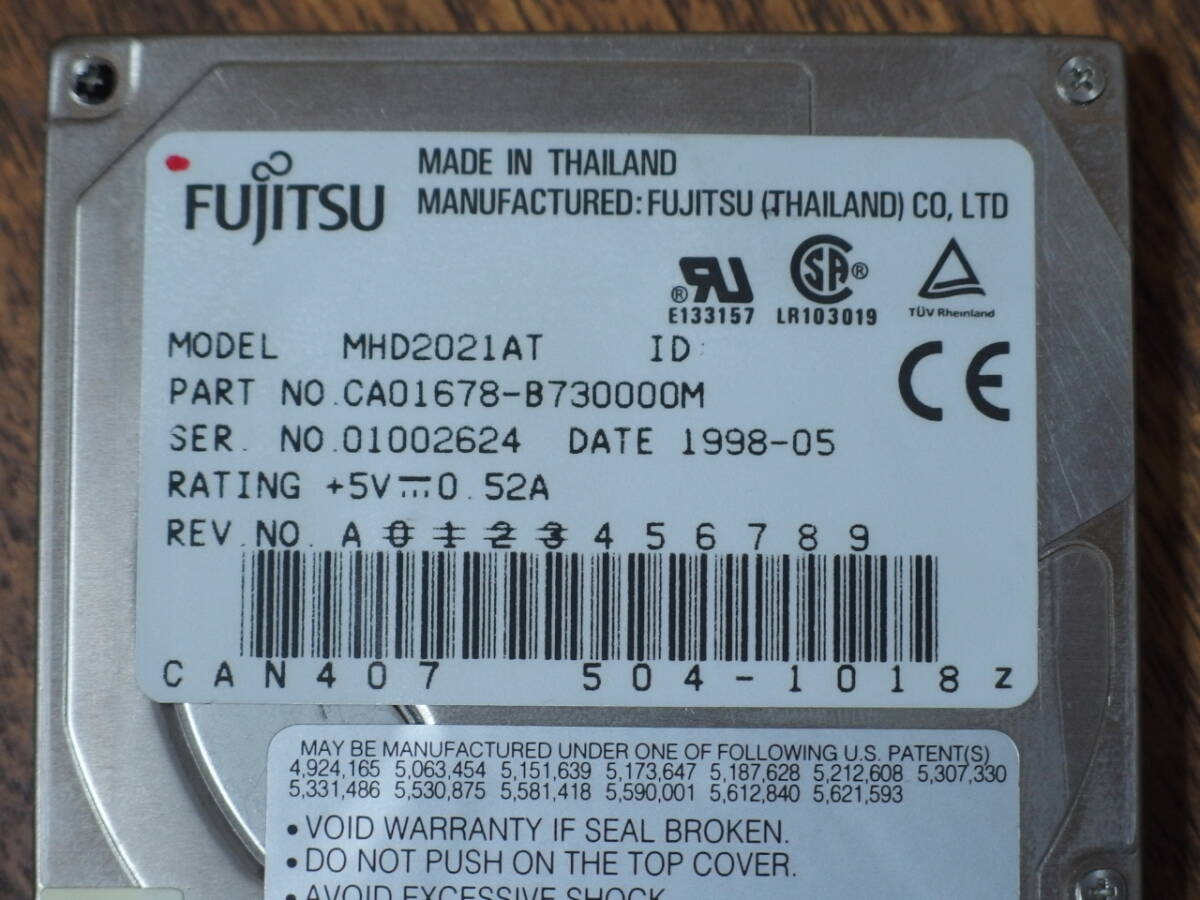 FUJITSU
MADE IN THAILAND
MANUFACTURED: FUJITSU (THAILAND) CO, LTD
® ®
E133157 LR103019 TÜV Rheinland
MODEL MHD2021AT ID
CE
PART NO.CA01678-B730000M
SER. NO.01002624 DATE 1998-05
RATING +5V⎓0.52A
REV.NO. A 0 1 2 3 4 5 6 7 8 9
CAN407 504-1018 Z
MAY BE MANUFACTURED UNDER ONE OF FOLLOWING U.S. PATENT(S)
4,924,165 5,063,454 5,151,639 5,173,647 5,187,628 5,212,608 5,307,330
5,331,486 5,530,875 5,581,418 5,590,001 5,612,840 5,621,593
• VOID WARRANTY IF SEAL BROKEN.
• DO NOT PUSH ON THE TOP COVER.
• AVOID EXCESSIVE SHOCK.